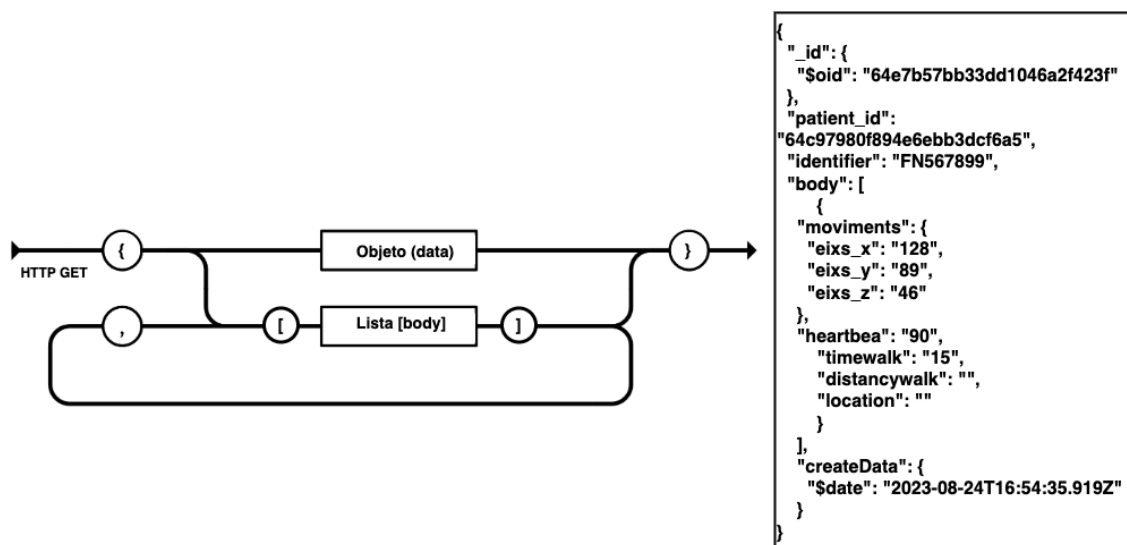 HTTP GET
{
Objeto (data)
}
,
[
Lista [body]
]
{
"_id": {
"$oid": "64e7b57bb33dd1046a2f423f"
},
"patient_id":
"64c97980f894e6ebb3dcf6a5",
"identifier": "FN567899",
"body": [
{
"moviments": {
"eixs_x": "128",
"eixs_y": "89",
"eixs_z": "46"
},
"heartbea": "90",
"timewalk": "15",
"distancywalk": "",
"location": ""
}
],
"createData": {
"$date": "2023-08-24T16:54:35.919Z"
}
}